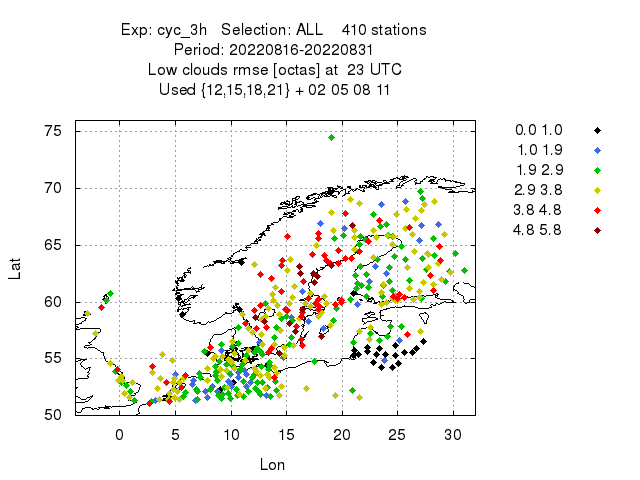 Exp: cyc_3h   Selection: ALL    410 stations
Period: 20220816-20220831
Low clouds rmse [octas] at  23 UTC
Used {12,15,18,21} + 02 05 08 11
75
70
65
60
55
50
Lat
0 5 10 15 20 25 30
Lon
0.0 1.0
1.0 1.9
1.9 2.9
2.9 3.8
3.8 4.8
4.8 5.8